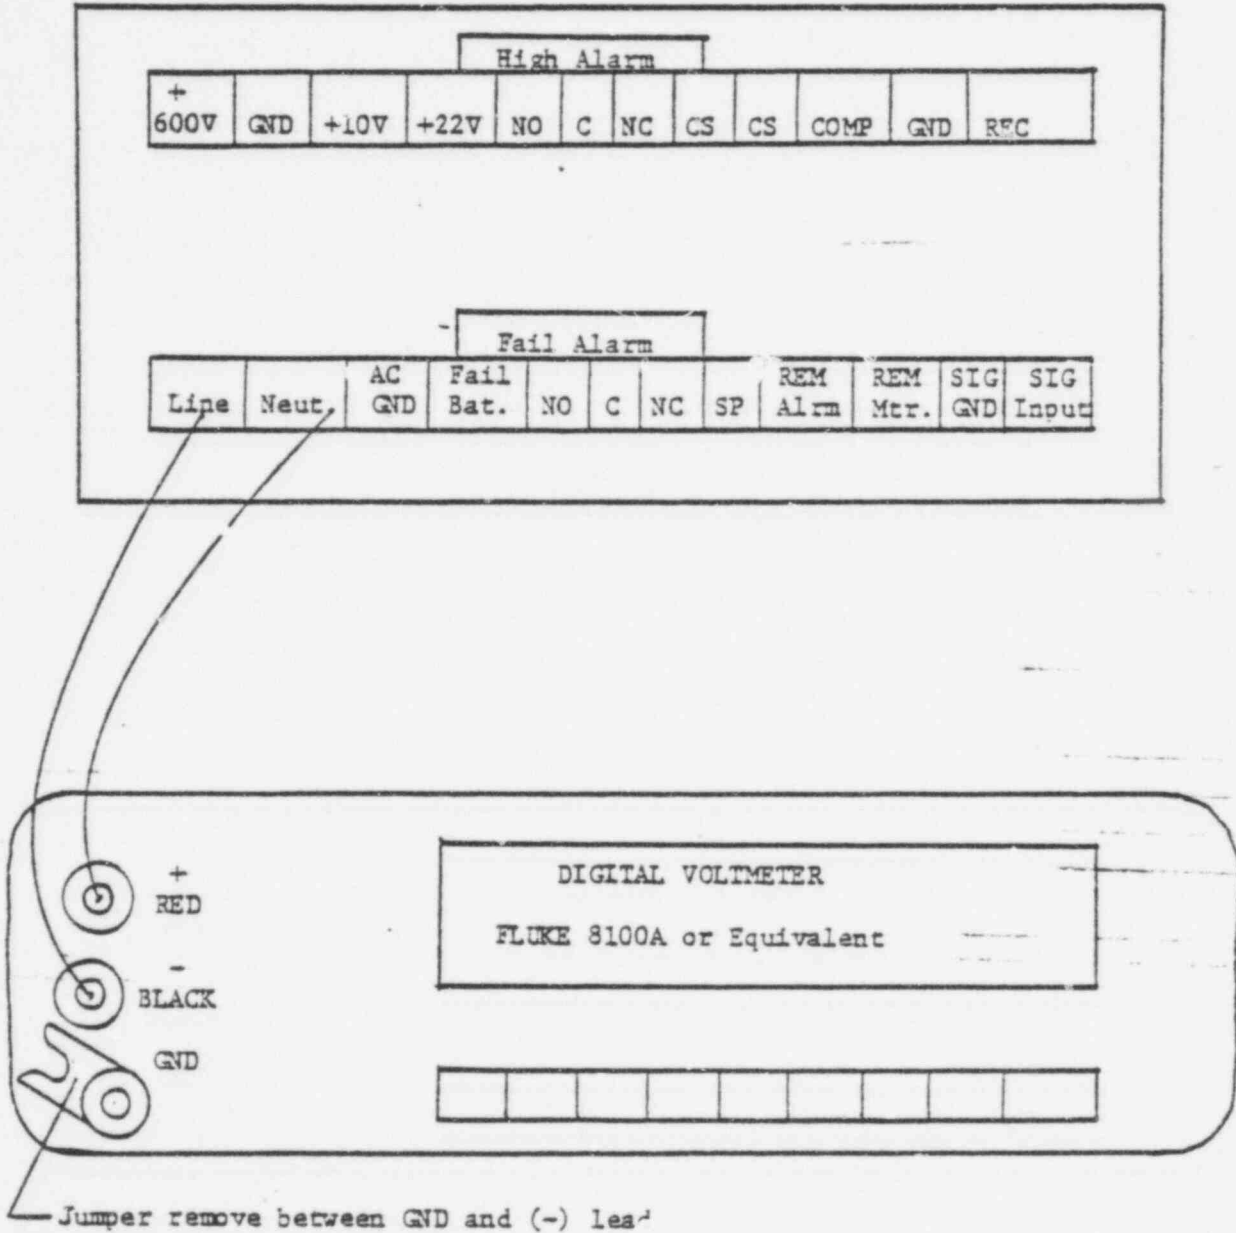 High Alarm
+
600V GND +10V +22V NO C NC CS CS COMP GND REC
Fail Alarm
Line Neut. AC GND Fail Bat. NO C NC SP REM Alrm REM Mtr. SIG GND SIG Input
+
RED
-
BLACK
GND
DIGITAL VOLTMETER
FLUKE 8100A or Equivalent
Jumper remove between GND and (-) lead